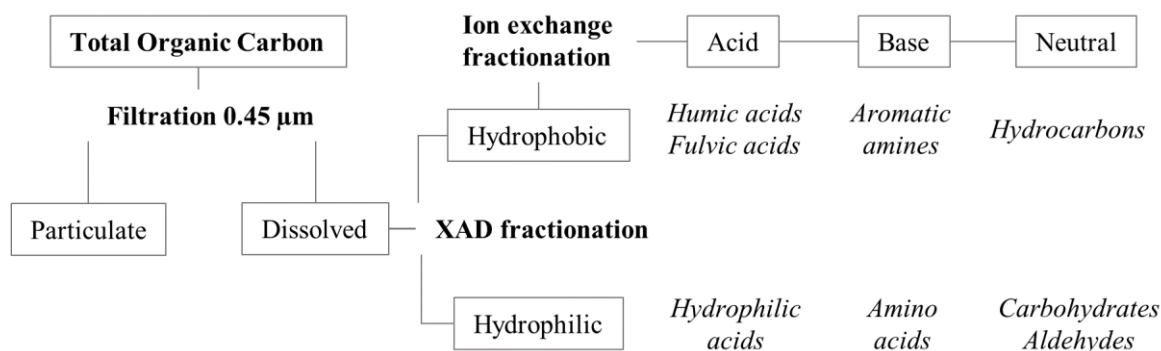 Total Organic Carbon
Filtration 0.45 µm
Particulate
Dissolved
Ion exchange
fractionation
Acid
Base
Neutral
Hydrophobic
Humic acids
Fulvic acids
Aromatic
amines
Hydrocarbons
XAD fractionation
Hydrophilic
Hydrophilic
acids
Amino
acids
Carbohydrates
Aldehydes